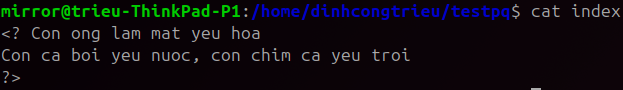 mirror@trieu-ThinkPad-P1:/home/dinhcongtrieu/testpq$ cat index
<? Con ong lam mat yeu hoa
Con ca boi yeu nuoc, con chim ca yeu troi
?>